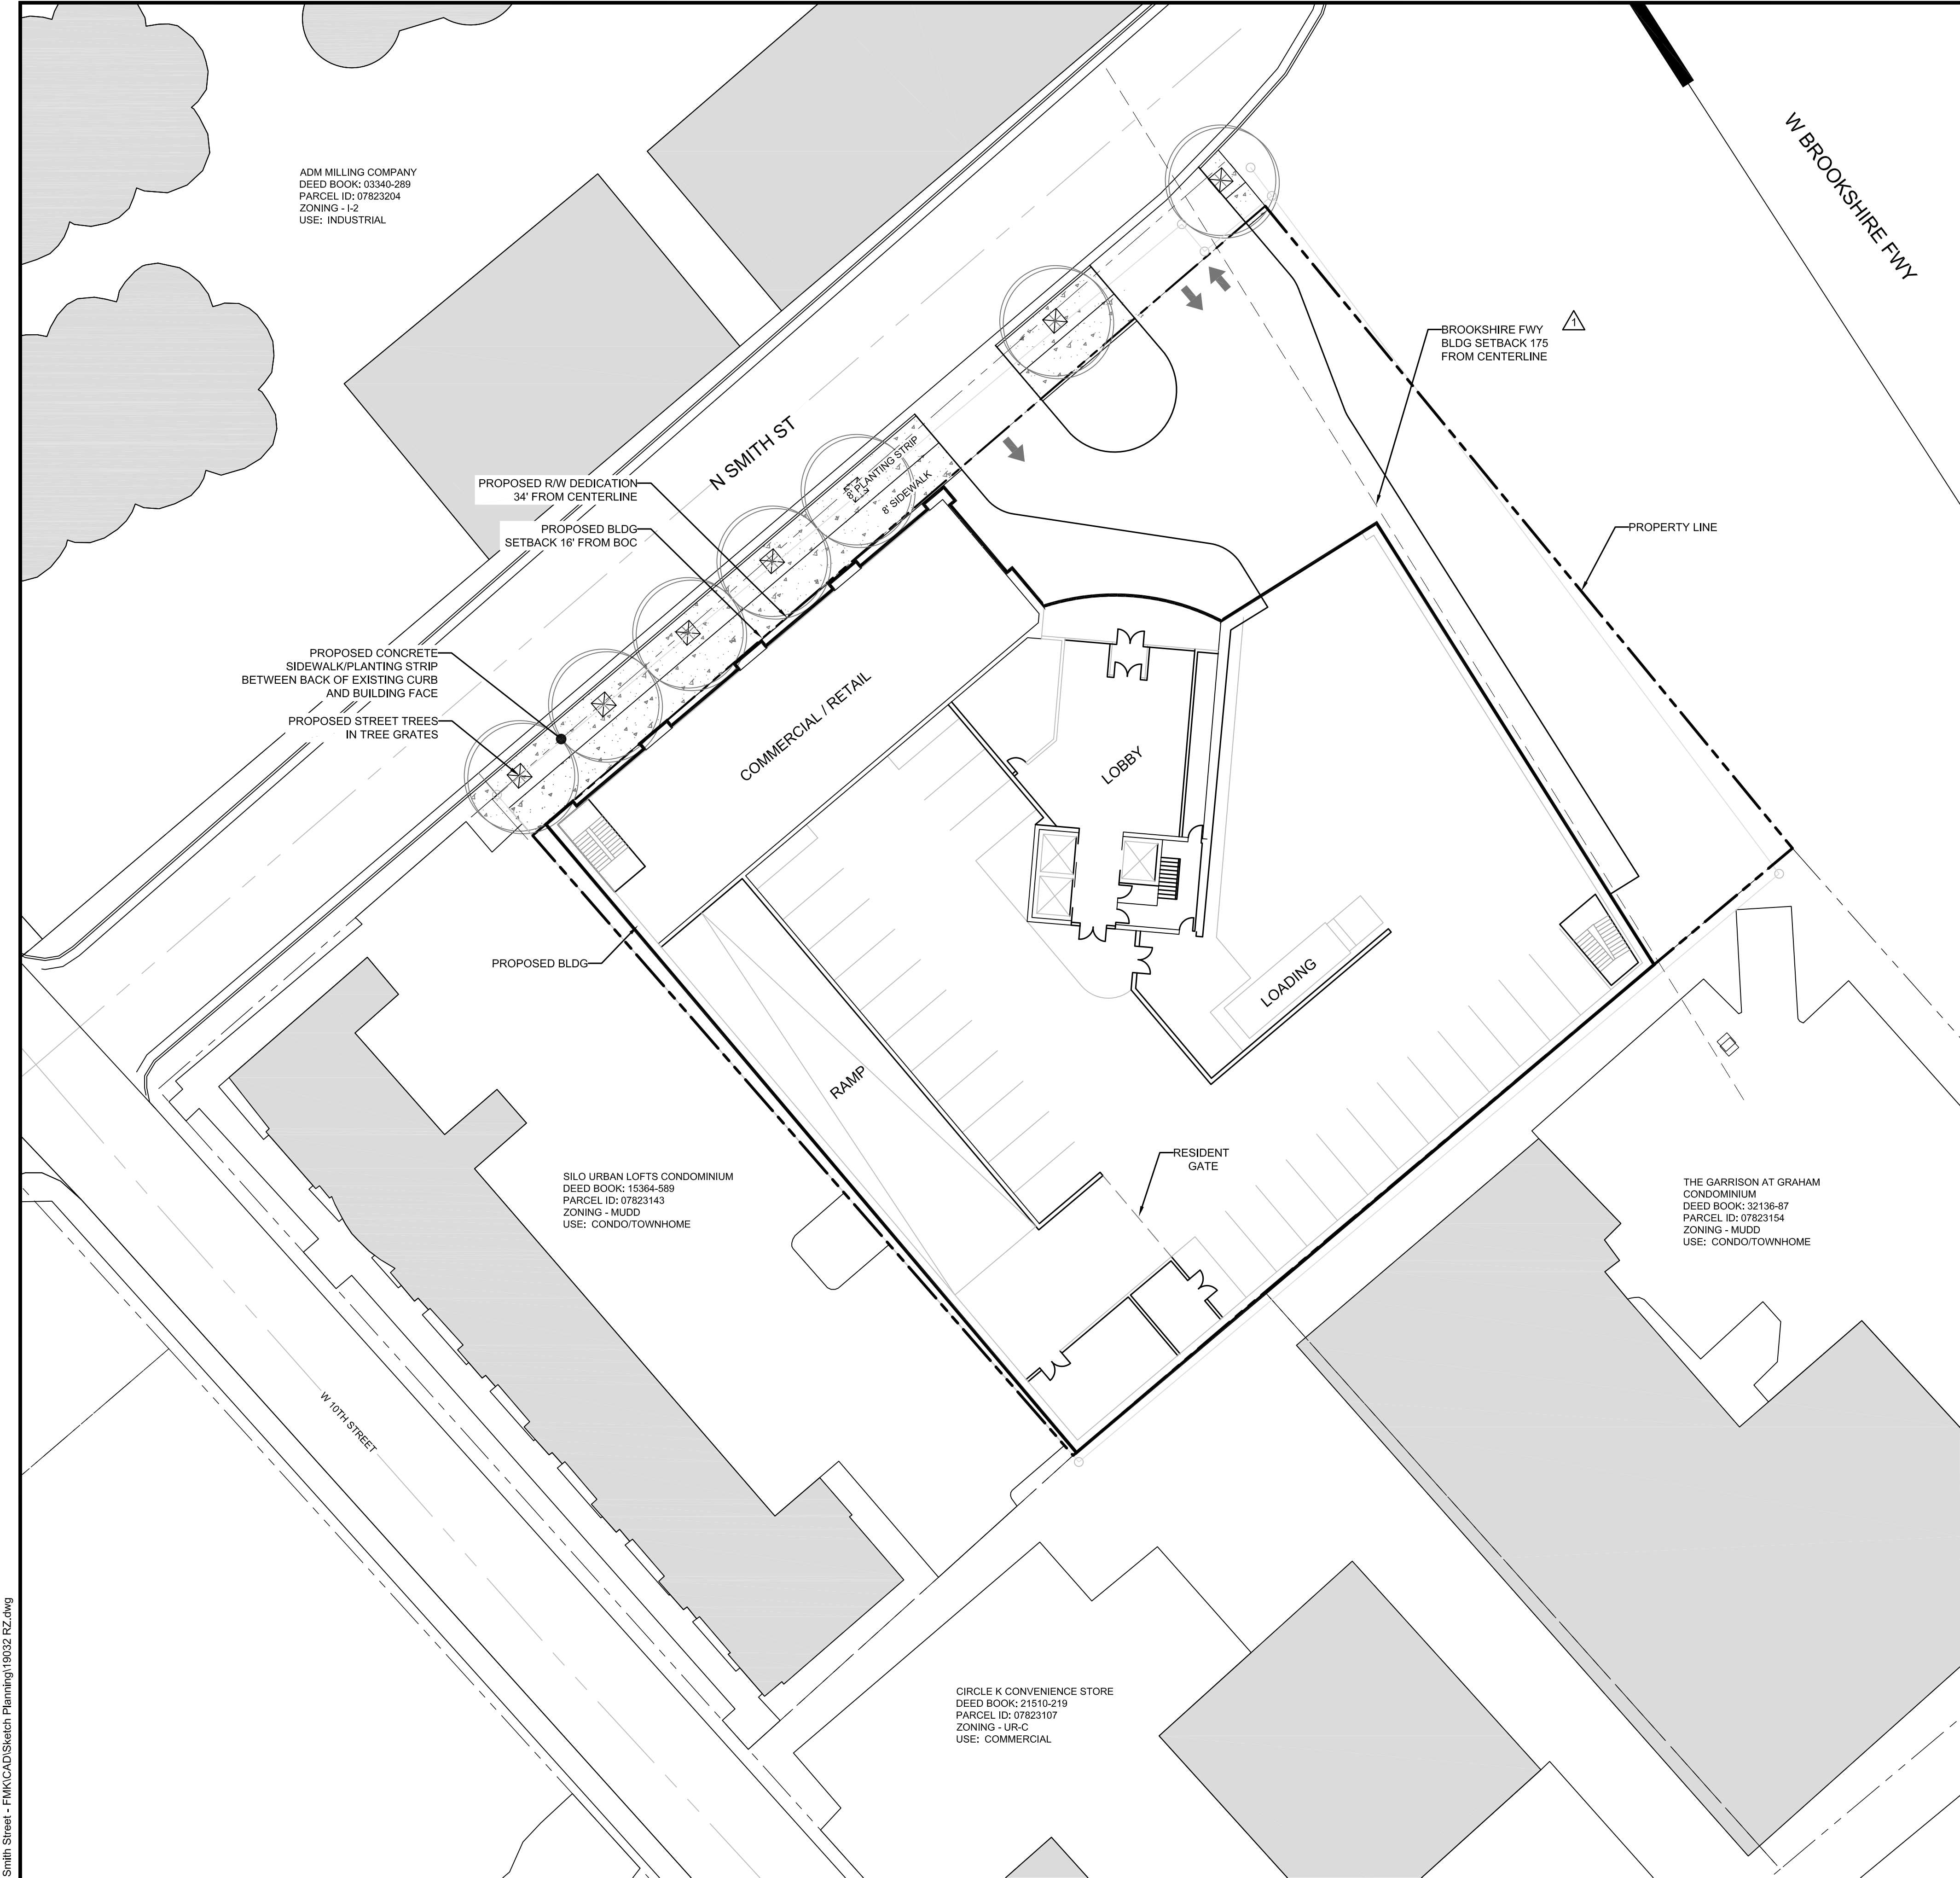 ADM MILLING COMPANY
DEED BOOK: 03340-289
PARCEL ID: 07823204
ZONING - I-2
USE: INDUSTRIAL
W BROOKSHIRE FWY
BROOKSHIRE FWY
BLDG SETBACK 175
FROM CENTERLINE
1
N SMITH ST
PROPOSED R/W DEDICATION
34' FROM CENTERLINE
PROPOSED BLDG
SETBACK 16' FROM BOC
8' PLANTING STRIP
8' SIDEWALK
PROPERTY LINE
PROPOSED CONCRETE
SIDEWALK/PLANTING STRIP
BETWEEN BACK OF EXISTING CURB
AND BUILDING FACE
PROPOSED STREET TREES
IN TREE GRATES
COMMERCIAL / RETAIL
LOBBY
PROPOSED BLDG
LOADING
RAMP
RESIDENT
GATE
SILO URBAN LOFTS CONDOMINIUM
DEED BOOK: 15364-589
PARCEL ID: 07823143
ZONING - MUDD
USE: CONDO/TOWNHOME
THE GARRISON AT GRAHAM
CONDOMINIUM
DEED BOOK: 32136-87
PARCEL ID: 07823154
ZONING - MUDD
USE: CONDO/TOWNHOME
W 10TH STREET
CIRCLE K CONVENIENCE STORE
DEED BOOK: 21510-219
PARCEL ID: 07823107
ZONING - UR-C
USE: COMMERCIAL
Smith Street - FMK\CAD\Sketch Planning\19032 RZ.dwg